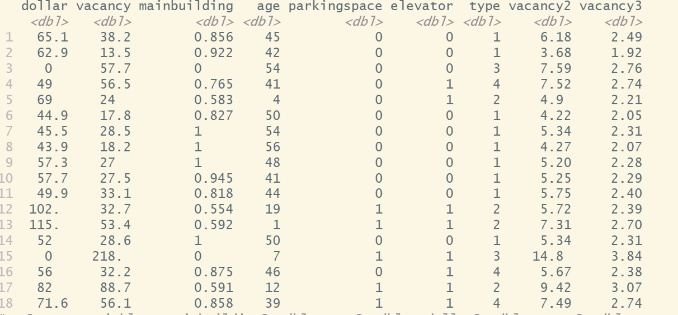 dollar vacancy mainbuilding age parkingspace elevator type vacancy2 vacancy3
<dbl> <dbl> <dbl> <dbl> <dbl> <dbl> <dbl> <dbl> <dbl>
1 65.1 38.2 0.856 45 0 0 1 6.18 2.49
2 62.9 13.5 0.922 42 0 0 1 3.68 1.92
3 0 57.7 0 54 0 0 3 7.59 2.76
4 49 56.5 0.765 41 0 1 4 7.52 2.74
5 69 24 0.583 4 0 1 2 4.9 2.21
6 44.9 17.8 0.827 50 0 0 1 4.22 2.05
7 45.5 28.5 1 54 0 0 1 5.34 2.31
8 43.9 18.2 1 56 0 0 1 4.27 2.07
9 57.3 27 1 48 0 0 1 5.20 2.28
10 57.7 27.5 0.945 41 0 0 1 5.25 2.29
11 49.9 33.1 0.818 44 0 0 1 5.75 2.40
12 102. 32.7 0.554 19 1 1 2 5.72 2.39
13 115. 53.4 0.592 1 1 1 2 7.31 2.70
14 52 28.6 1 50 0 0 1 5.34 2.31
15 0 218. 0 7 1 1 3 14.8 3.84
16 56 32.2 0.875 46 0 1 4 5.67 2.38
17 82 88.7 0.591 12 1 1 2 9.42 3.07
18 71.6 56.1 0.858 39 1 1 4 7.49 2.74